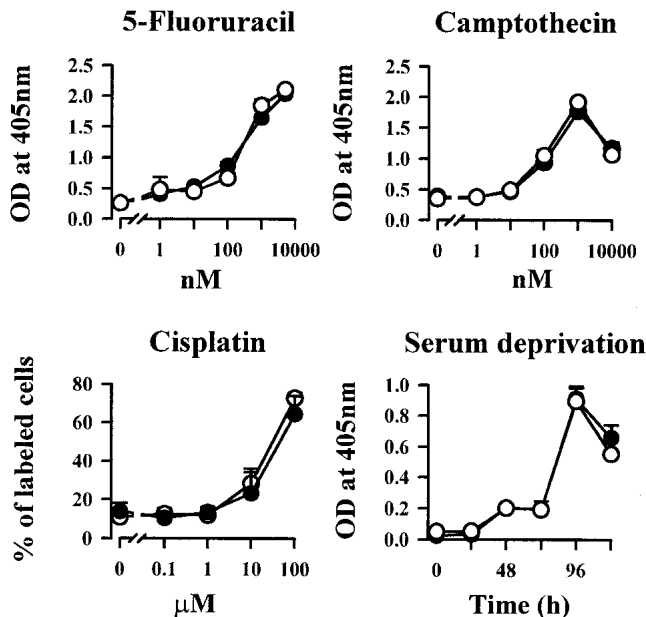 5-Fluoruracil
OD at 405nm
2.5
2.0
1.5
1.0
0.5
0.0
0 1 100 10000
nM
Camptothecin
OD at 405nm
2.5
2.0
1.5
1.0
0.5
0.0
0 1 100 10000
nM
Cisplatin
% of labeled cells
80
60
40
20
0
0 0.1 1 10 100
μM
Serum deprivation
OD at 405nm
1.0
0.8
0.6
0.4
0.2
0.0
0 48 96
Time (h)